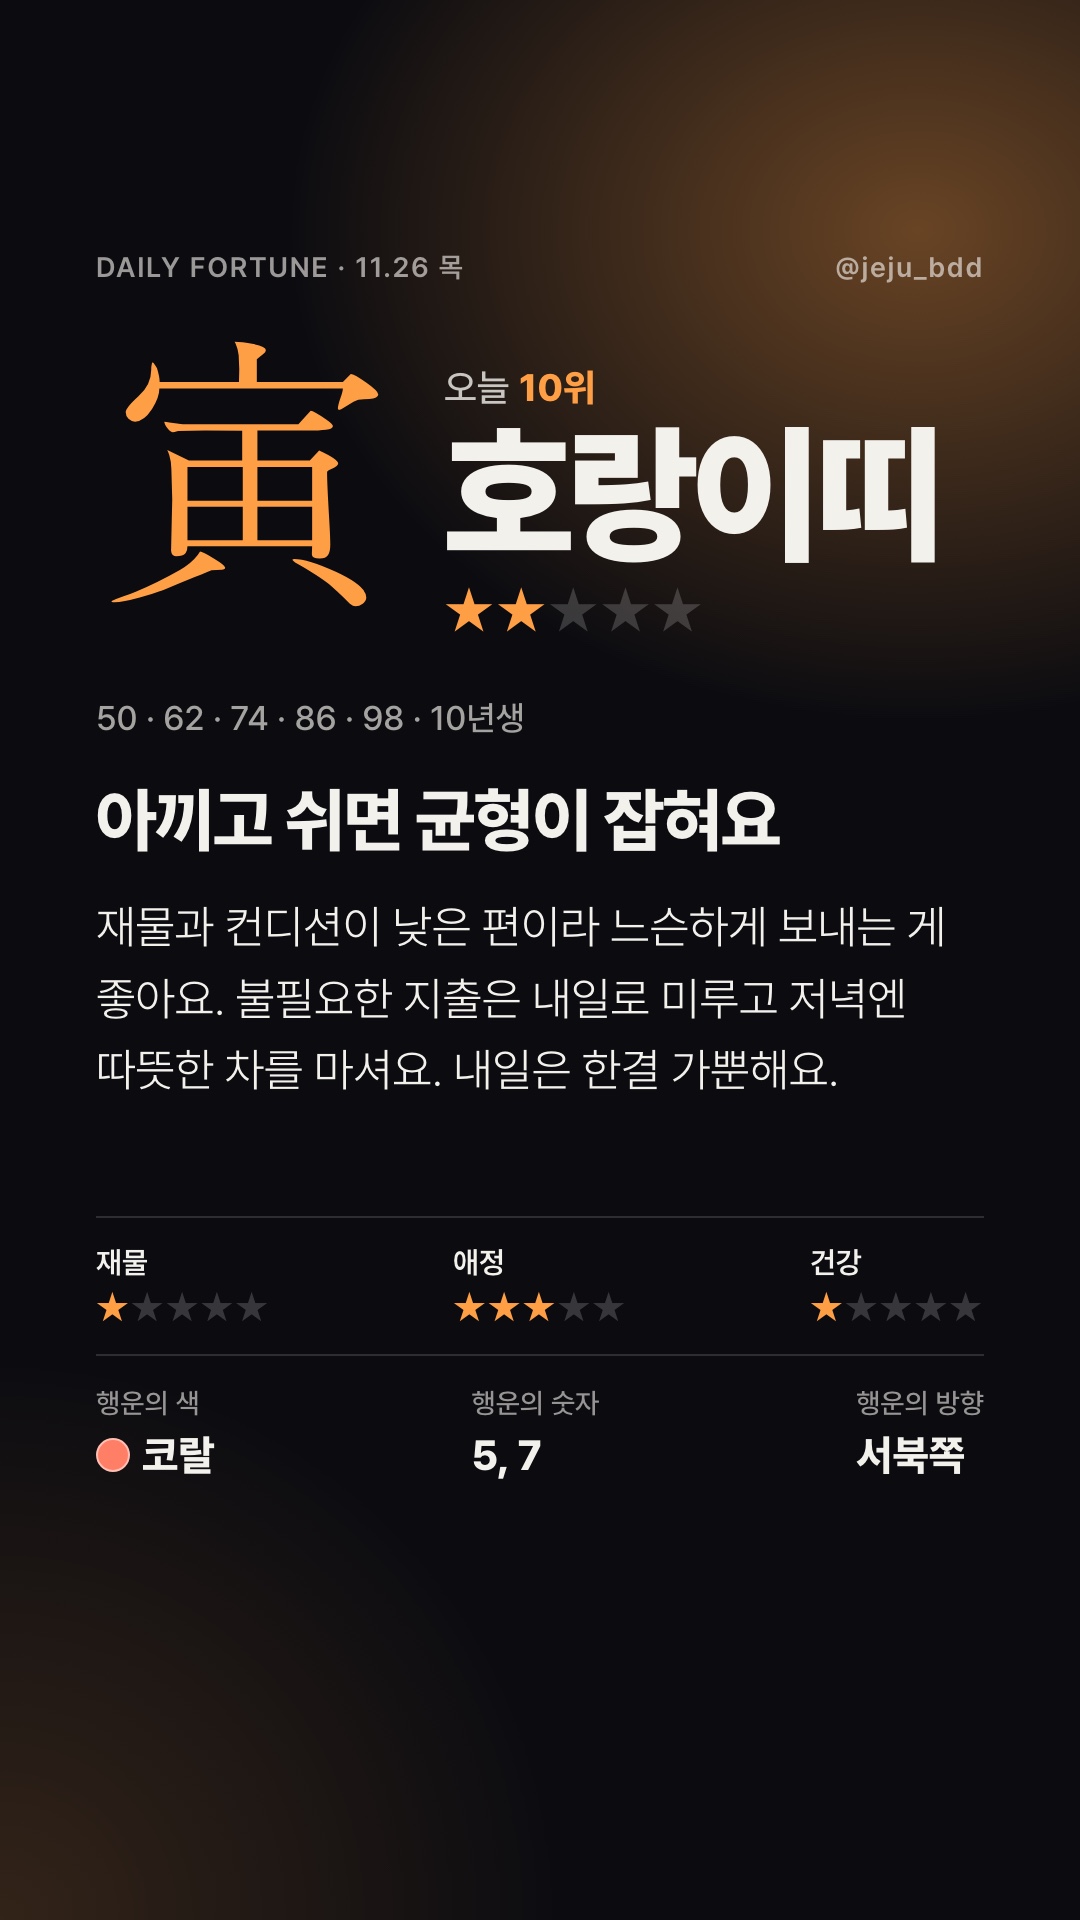 DAILY FORTUNE · 11.26 목
@jeju_bdd
寅
오늘 10위
호랑이띠
★★★★★
50 · 62 · 74 · 86 · 98 · 10년생
아끼고 쉬면 균형이 잡혀요
재물과 컨디션이 낮은 편이라 느슨하게 보내는 게
좋아요. 불필요한 지출은 내일로 미루고 저녁엔
따뜻한 차를 마셔요. 내일은 한결 가뿐해요.
재물 애정 건강
★★★★★ ★★★★★ ★★★★★
행운의 색 행운의 숫자 행운의 방향
코랄 5, 7 서북쪽